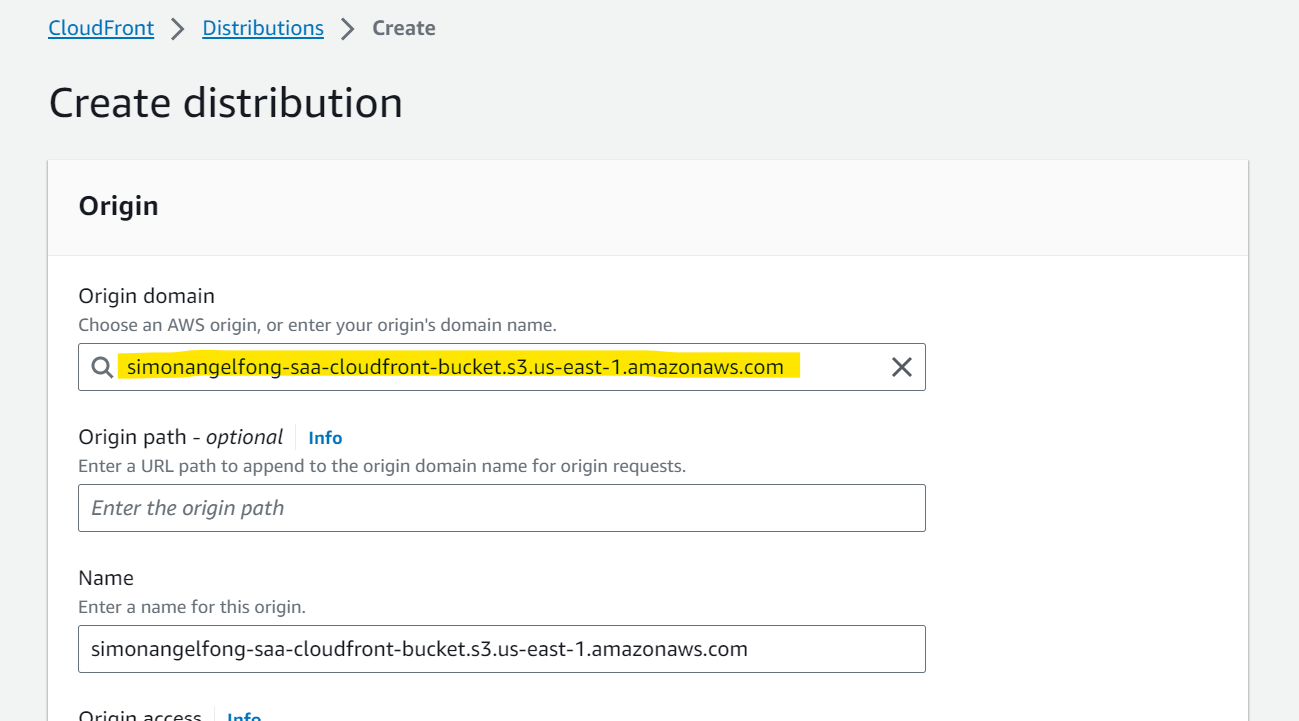 CloudFront > Distributions > Create
Create distribution
Origin
Origin domain
Choose an AWS origin, or enter your origin's domain name.
simonangelfong-saa-cloudfront-bucket.s3.us-east-1.amazonaws.com
Origin path - optional Info
Enter a URL path to append to the origin domain name for origin requests.
Enter the origin path
Name
Enter a name for this origin.
simonangelfong-saa-cloudfront-bucket.s3.us-east-1.amazonaws.com
Origin access Info